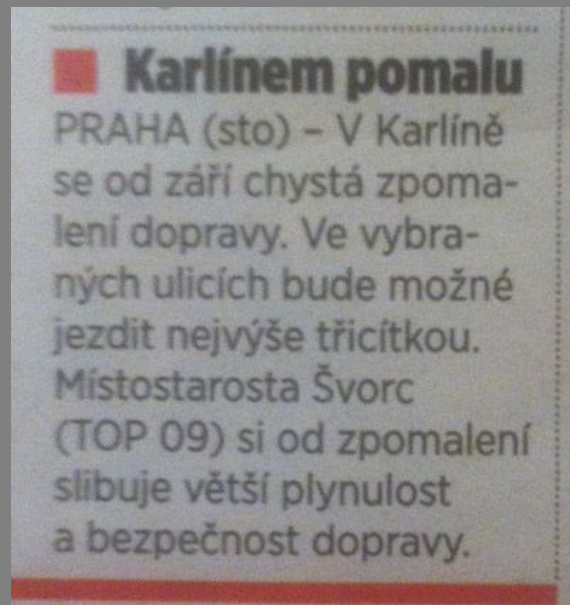 Karlínem pomalu
PRAHA (sto) – V Karlíně
se od září chystá zpoma-
lení dopravy. Ve vybra-
ných ulicích bude možné
jezdit nejvýše třicítkou.
Místostarosta Švorc
(TOP 09) si od zpomalení
slibuje větší plynulost
a bezpečnost dopravy.